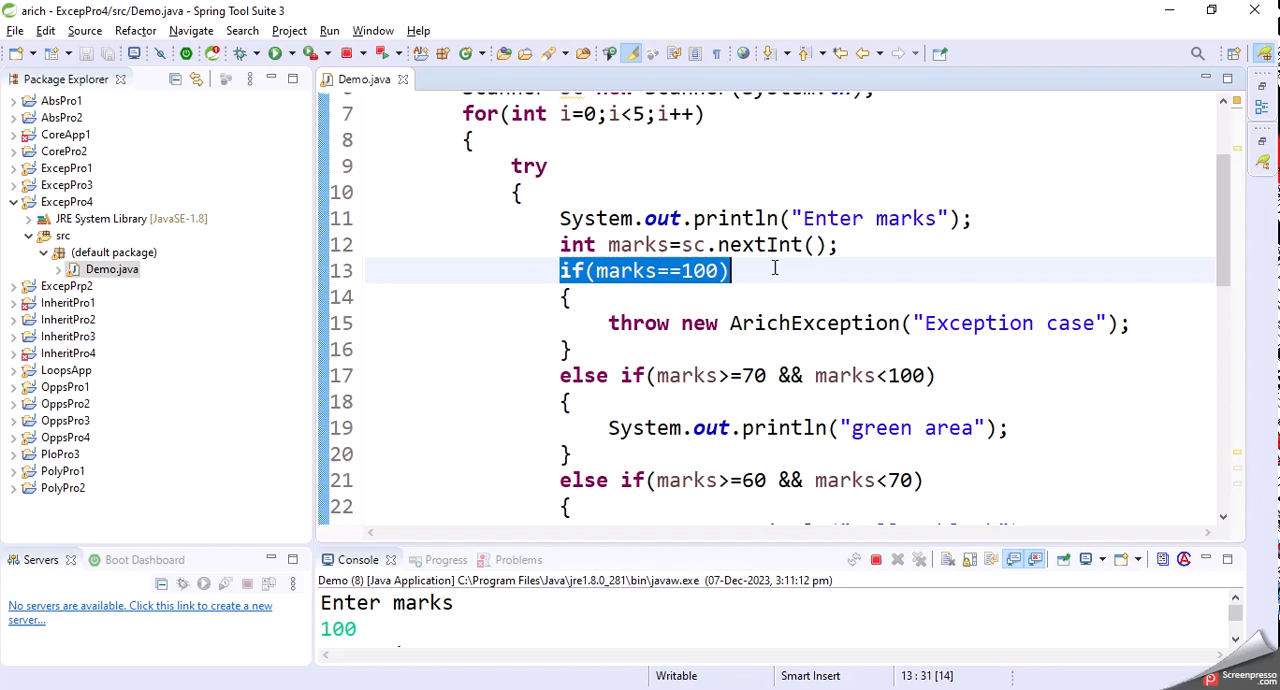 arich - ExcepPro4/src/Demo.java - Spring Tool Suite 3
File Edit Source Refactor Navigate Search Project Run Window Help
Package Explorer
Demo.java
AbsPro1
AbsPro2
CoreApp1
CorePro2
ExcepPro1
ExcepPro3
ExcepPro4
JRE System Library [JavaSE-1.8]
src
(default package)
Demo.java
ExcepPrp2
InheritPro1
InheritPro2
InheritPro3
InheritPro4
LoopsApp
OppsPro1
OppsPro2
OppsPro3
OppsPro4
PloPro3
PolyPro1
PolyPro2
7 for(int i=0;i<5;i++)
8 {
9 try
10 {
11 System.out.println("Enter marks");
12 int marks=sc.nextInt();
13 if(marks==100)
14 {
15 throw new ArichException("Exception case");
16 }
17 else if(marks>=70 && marks<100)
18 {
19 System.out.println("green area");
20 }
21 else if(marks>=60 && marks<70)
22 {
Servers Boot Dashboard
No servers are available. Click this link to create a new server...
Console Progress Problems
Demo (8) [Java Application] C:\Program Files\Java\jre1.8.0_281\bin\javaw.exe (07-Dec-2023, 3:11:12 pm)
Enter marks
100
Writable Smart Insert 13 : 31 [14]
Screenpresso
.com